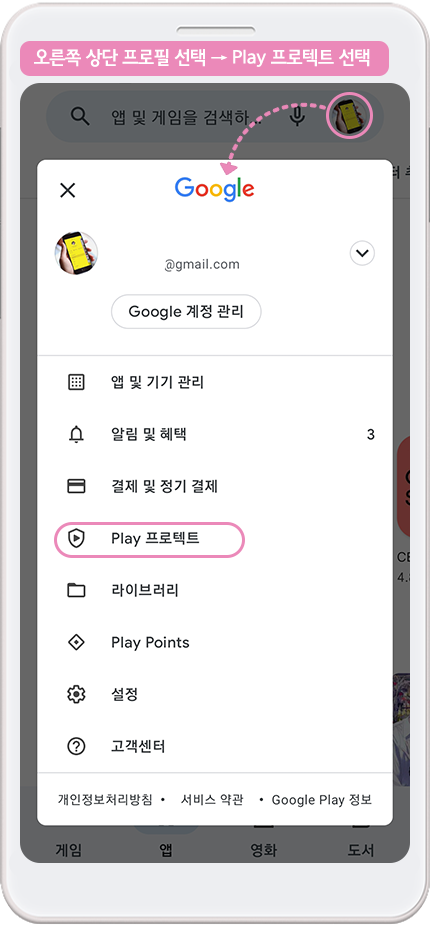 오른쪽 상단 프로필 선택 → Play 프로텍트 선택
앱 및 게임을 검색하...
Google
@gmail.com
Google 계정 관리
앱 및 기기 관리
알림 및 혜택 3
결제 및 정기 결제
Play 프로텍트
라이브러리
Play Points
설정
고객센터
개인정보처리방침 • 서비스 약관 • Google Play 정보
게임 앱 영화 도서